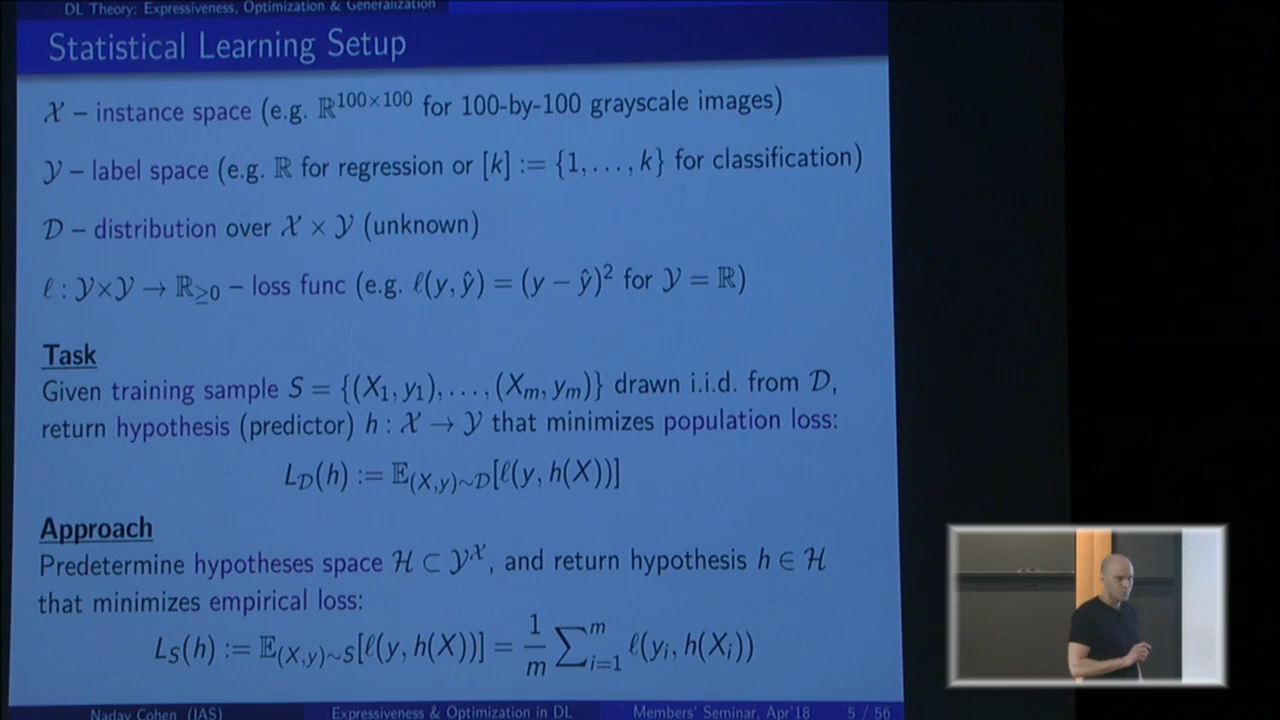 DL Theory: Expressiveness, Optimization & Generalization
Statistical Learning Setup
𝒳 – instance space (e.g. ℝ^{100×100} for 100-by-100 grayscale images)
𝒴 – label space (e.g. ℝ for regression or [k] := {1, . . . , k} for classification)
𝒟 – distribution over 𝒳 × 𝒴 (unknown)
ℓ : 𝒴×𝒴 → ℝ_{≥0} – loss func (e.g. ℓ(y, ŷ) = (y − ŷ)² for 𝒴 = ℝ)
Task
Given training sample S = {(X₁, y₁), . . . , (X_m, y_m)} drawn i.i.d. from 𝒟,
return hypothesis (predictor) h : 𝒳 → 𝒴 that minimizes population loss:
L_𝒟(h) := 𝔼_{(X,y)∼𝒟}[ℓ(y, h(X))]
Approach
Predetermine hypotheses space ℋ ⊂ 𝒴^𝒳, and return hypothesis h ∈ ℋ
that minimizes empirical loss:
L_S(h) := 𝔼_{(X,y)∼S}[ℓ(y, h(X))] = 1/m ∑_{i=1}^m ℓ(y_i, h(X_i))
Nadav Cohen (IAS) Expressiveness & Optimization in DL Members' Seminar, Apr'18 5 / 56